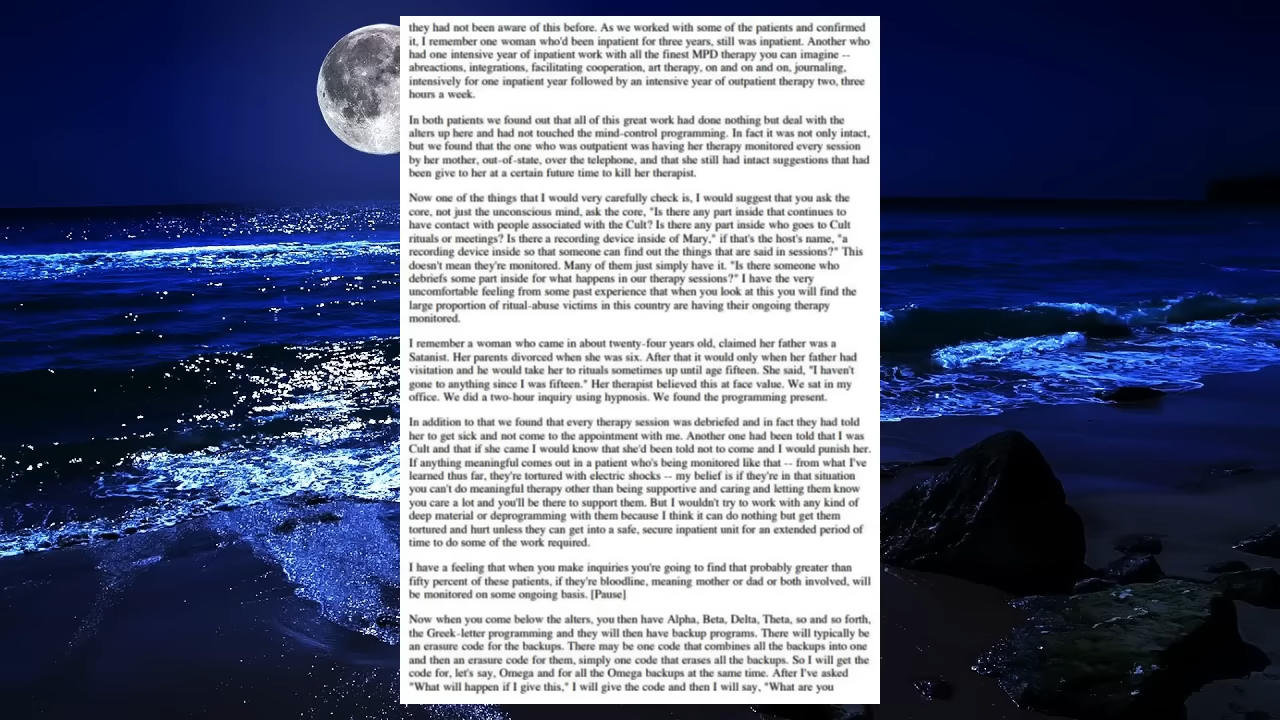 they had not been aware of this before. As we worked with some of the patients and confirmed
it, I remember one woman who'd been inpatient for three years, still was inpatient. Another who
had one intensive year of inpatient work with all the finest MPD therapy you can imagine --
abreactions, integrations, facilitating cooperation, art therapy, on and on and on, journaling,
intensively for one inpatient year followed by an intensive year of outpatient therapy two, three
hours a week.
In both patients we found out that all of this great work had done nothing but deal with the
alters up here and had not touched the mind-control programming. In fact it was not only intact,
but we found that the one who was outpatient was having her therapy monitored every session
by her mother, out-of-state, over the telephone, and that she still had intact suggestions that had
been give to her at a certain future time to kill her therapist.
Now one of the things that I would very carefully check is, I would suggest that you ask the
core, not just the unconscious mind, ask the core, "Is there any part inside that continues to
have contact with people associated with the Cult? Is there any part inside who goes to Cult
rituals or meetings? Is there a recording device inside of Mary," if that's the host's name, "a
recording device inside so that someone can find out the things that are said in sessions?" This
doesn't mean they're monitored. Many of them just simply have it. "Is there someone who
debriefs some part inside for what happens in our therapy sessions?" I have the very
uncomfortable feeling from some past experience that when you look at this you will find the
large proportion of ritual-abuse victims in this country are having their ongoing therapy
monitored.
I remember a woman who came in about twenty-four years old, claimed her father was a
Satanist. Her parents divorced when she was six. After that it would only when her father had
visitation and he would take her to rituals sometimes up until age fifteen. She said, "I haven't
gone to anything since I was fifteen." Her therapist believed this at face value. We sat in my
office. We did a two-hour inquiry using hypnosis. We found the programming present.
In addition to that we found that every therapy session was debriefed and in fact they had told
her to get sick and not come to the appointment with me. Another one had been told that I was
Cult and that if she came I would know that she'd been told not to come and I would punish her.
If anything meaningful comes out in a patient who's being monitored like that -- from what I've
learned thus far, they're tortured with electric shocks -- my belief is if they're in that situation
you can't do meaningful therapy other than being supportive and caring and letting them know
you care a lot and you'll be there to support them. But I wouldn't try to work with any kind of
deep material or deprogramming with them because I think it can do nothing but get them
tortured and hurt unless they can get into a safe, secure inpatient unit for an extended period of
time to do some of the work required.
I have a feeling that when you make inquiries you're going to find that probably greater than
fifty percent of these patients, if they're bloodline, meaning mother or dad or both involved, will
be monitored on some ongoing basis. [Pause]
Now when you come below the alters, you then have Alpha, Beta, Delta, Theta, so and so forth,
the Greek-letter programming and they will then have backup programs. There will typically be
an erasure code for the backups. There may be one code that combines all the backups into one
and then an erasure code for them, simply one code that erases all the backups. So I will get the
code for, let's say, Omega and for all the Omega backups at the same time. After I've asked
"What will happen if I give this," I will give the code and then I will say, "What are you